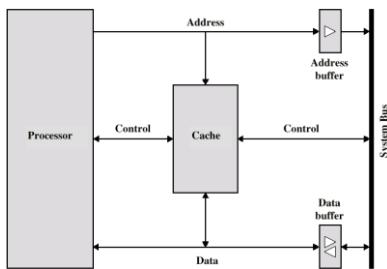 Address
Address
buffer
Processor
Control
Cache
Control
System Bus
Data
buffer
Data